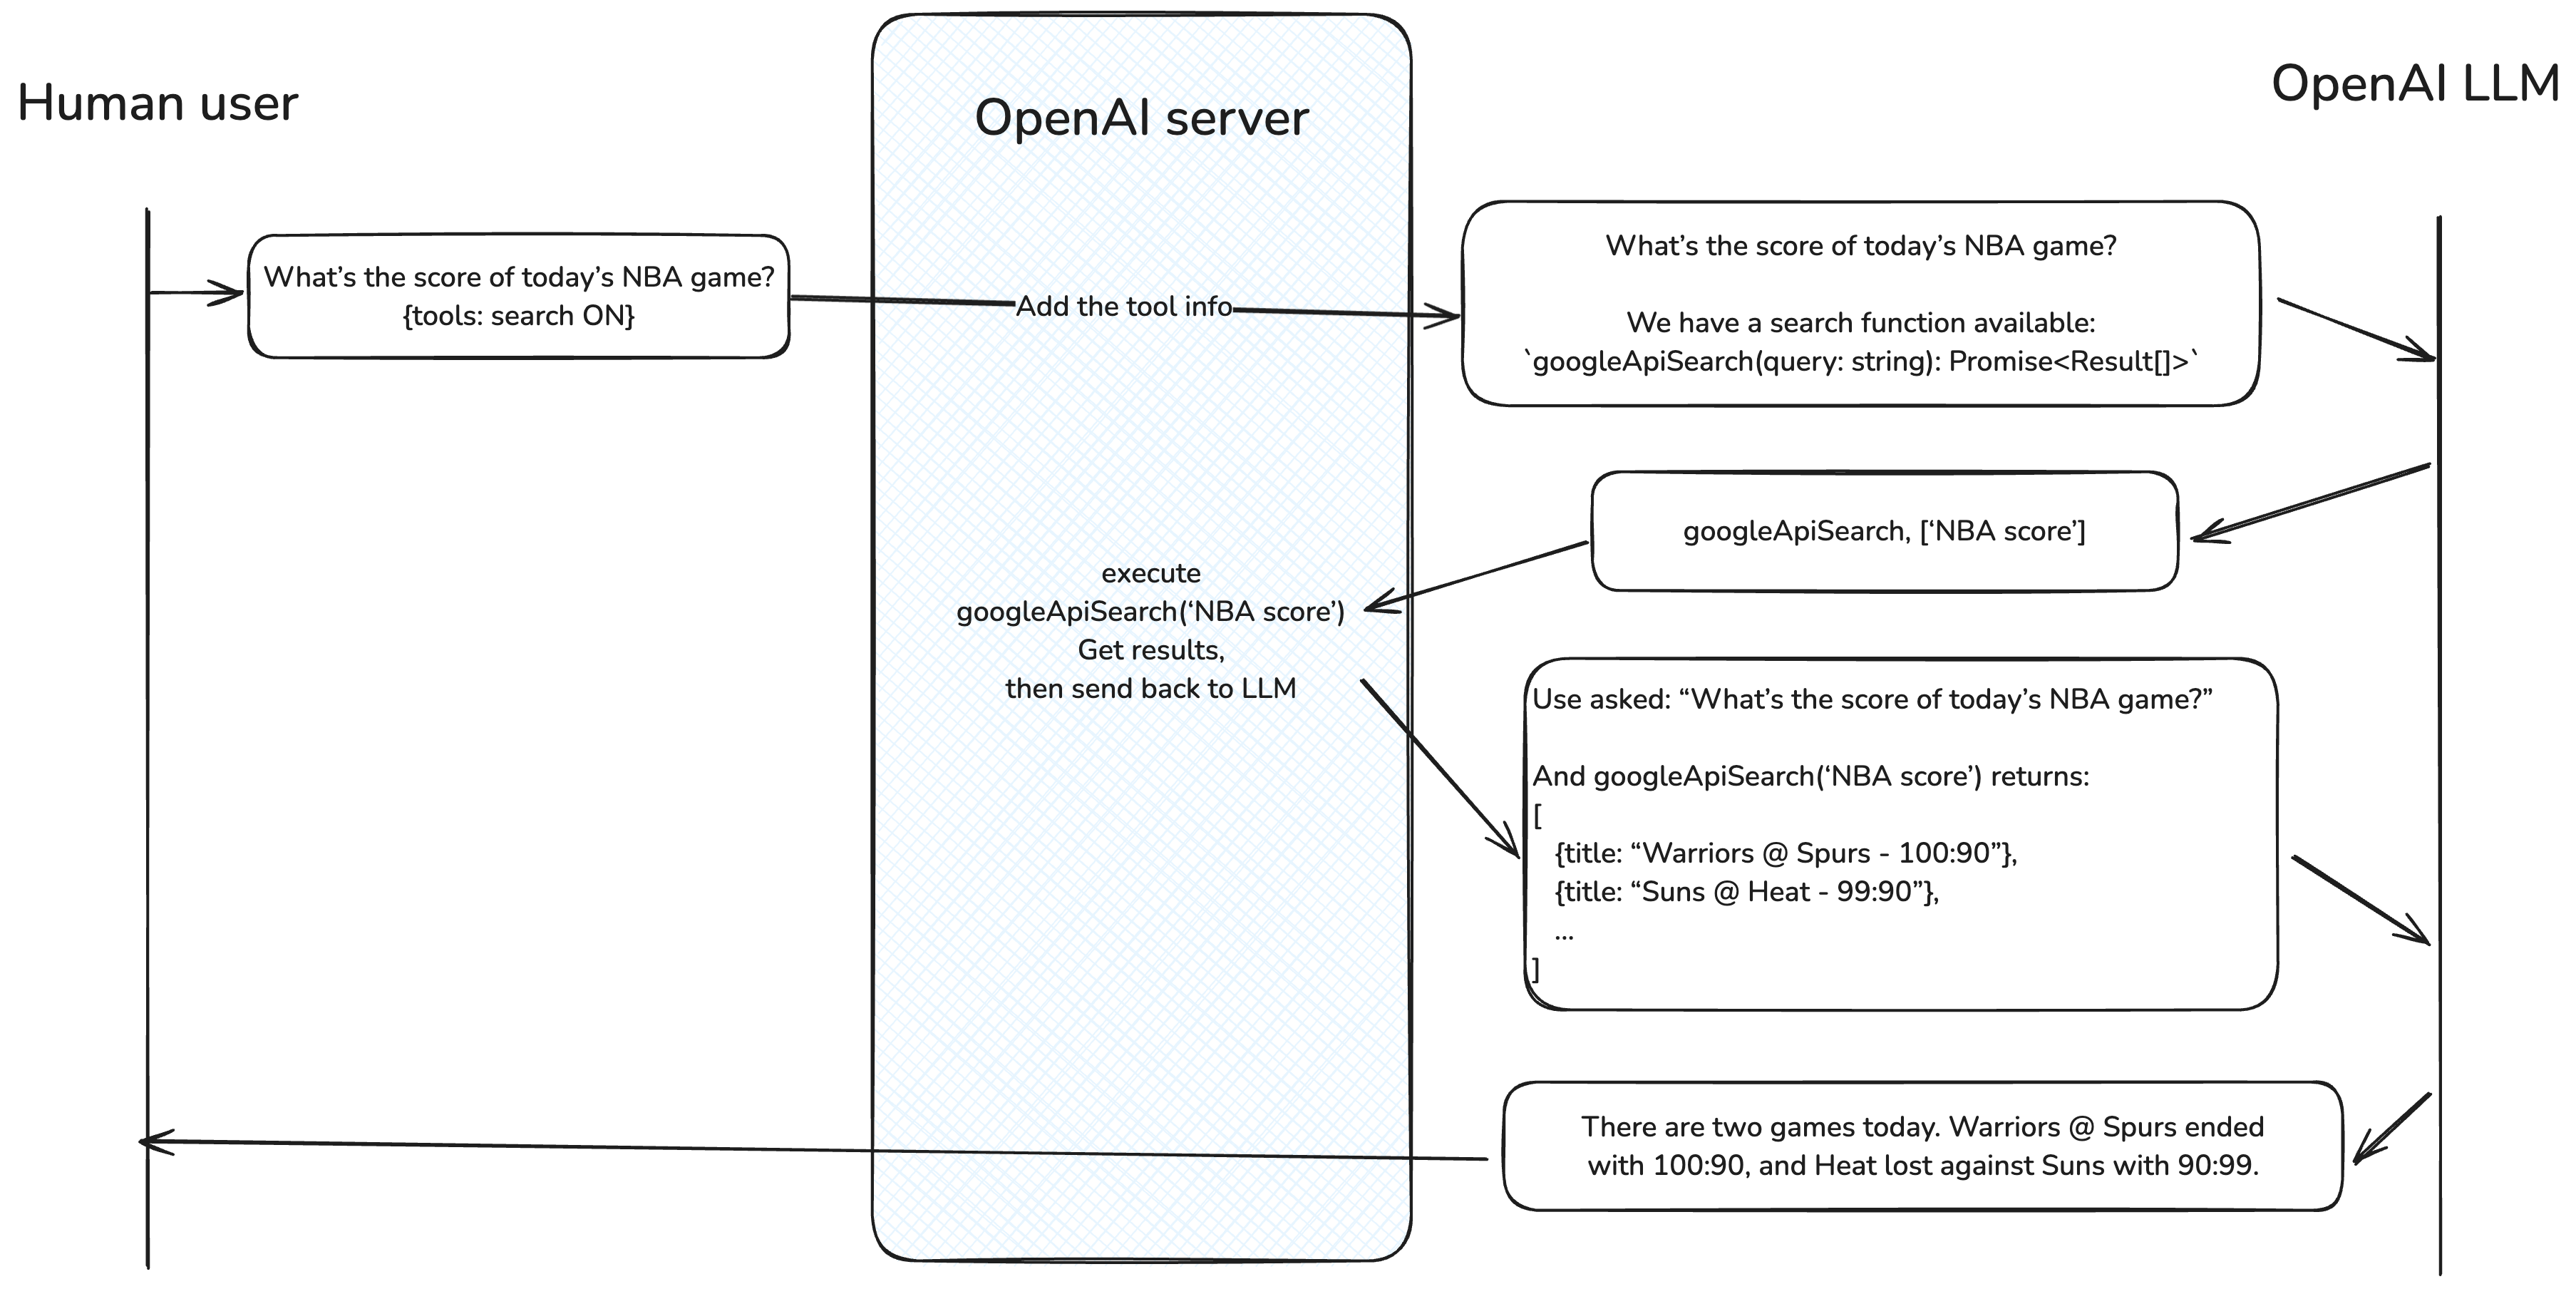 Human user
OpenAI server
OpenAI LLM
What’s the score of today’s NBA game?
{tools: search ON}
Add the tool info
What’s the score of today’s NBA game?
We have a search function available:
`googleApiSearch(query: string): Promise<Result[]>`
googleApiSearch, [‘NBA score’]
execute
googleApiSearch(‘NBA score’)
Get results,
then send back to LLM
Use asked: “What’s the score of today’s NBA game?”
And googleApiSearch(‘NBA score’) returns:
[
{title: “Warriors @ Spurs - 100:90”},
{title: “Suns @ Heat - 99:90”},
...
]
There are two games today. Warriors @ Spurs ended
with 100:90, and Heat lost against Suns with 90:99.